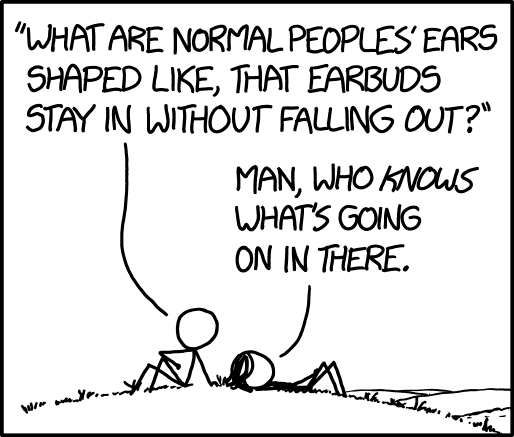 "WHAT ARE NORMAL PEOPLES' EARS
SHAPED LIKE, THAT EARBUDS
STAY IN WITHOUT FALLING OUT?"
MAN, WHO KNOWS
WHAT'S GOING
ON IN THERE.